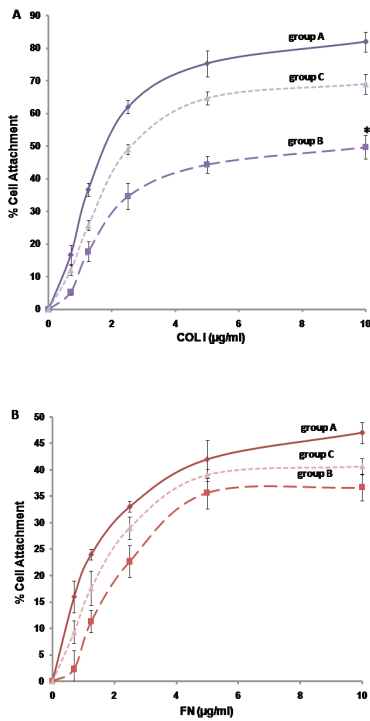 A
90
80
70
60
50
40
30
20
10
0
% Cell Attachment
group A
group C
group B
*
0 2 4 6 8 10
COL I (μg/ml)
B
50
45
40
35
30
25
20
15
10
5
0
% Cell Attachment
group A
group C
group B
0 2 4 6 8 10
FN (μg/ml)